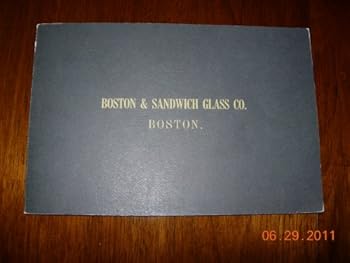 BOSTON & SANDWICH GLASS CO.
BOSTON.
06.29.2011